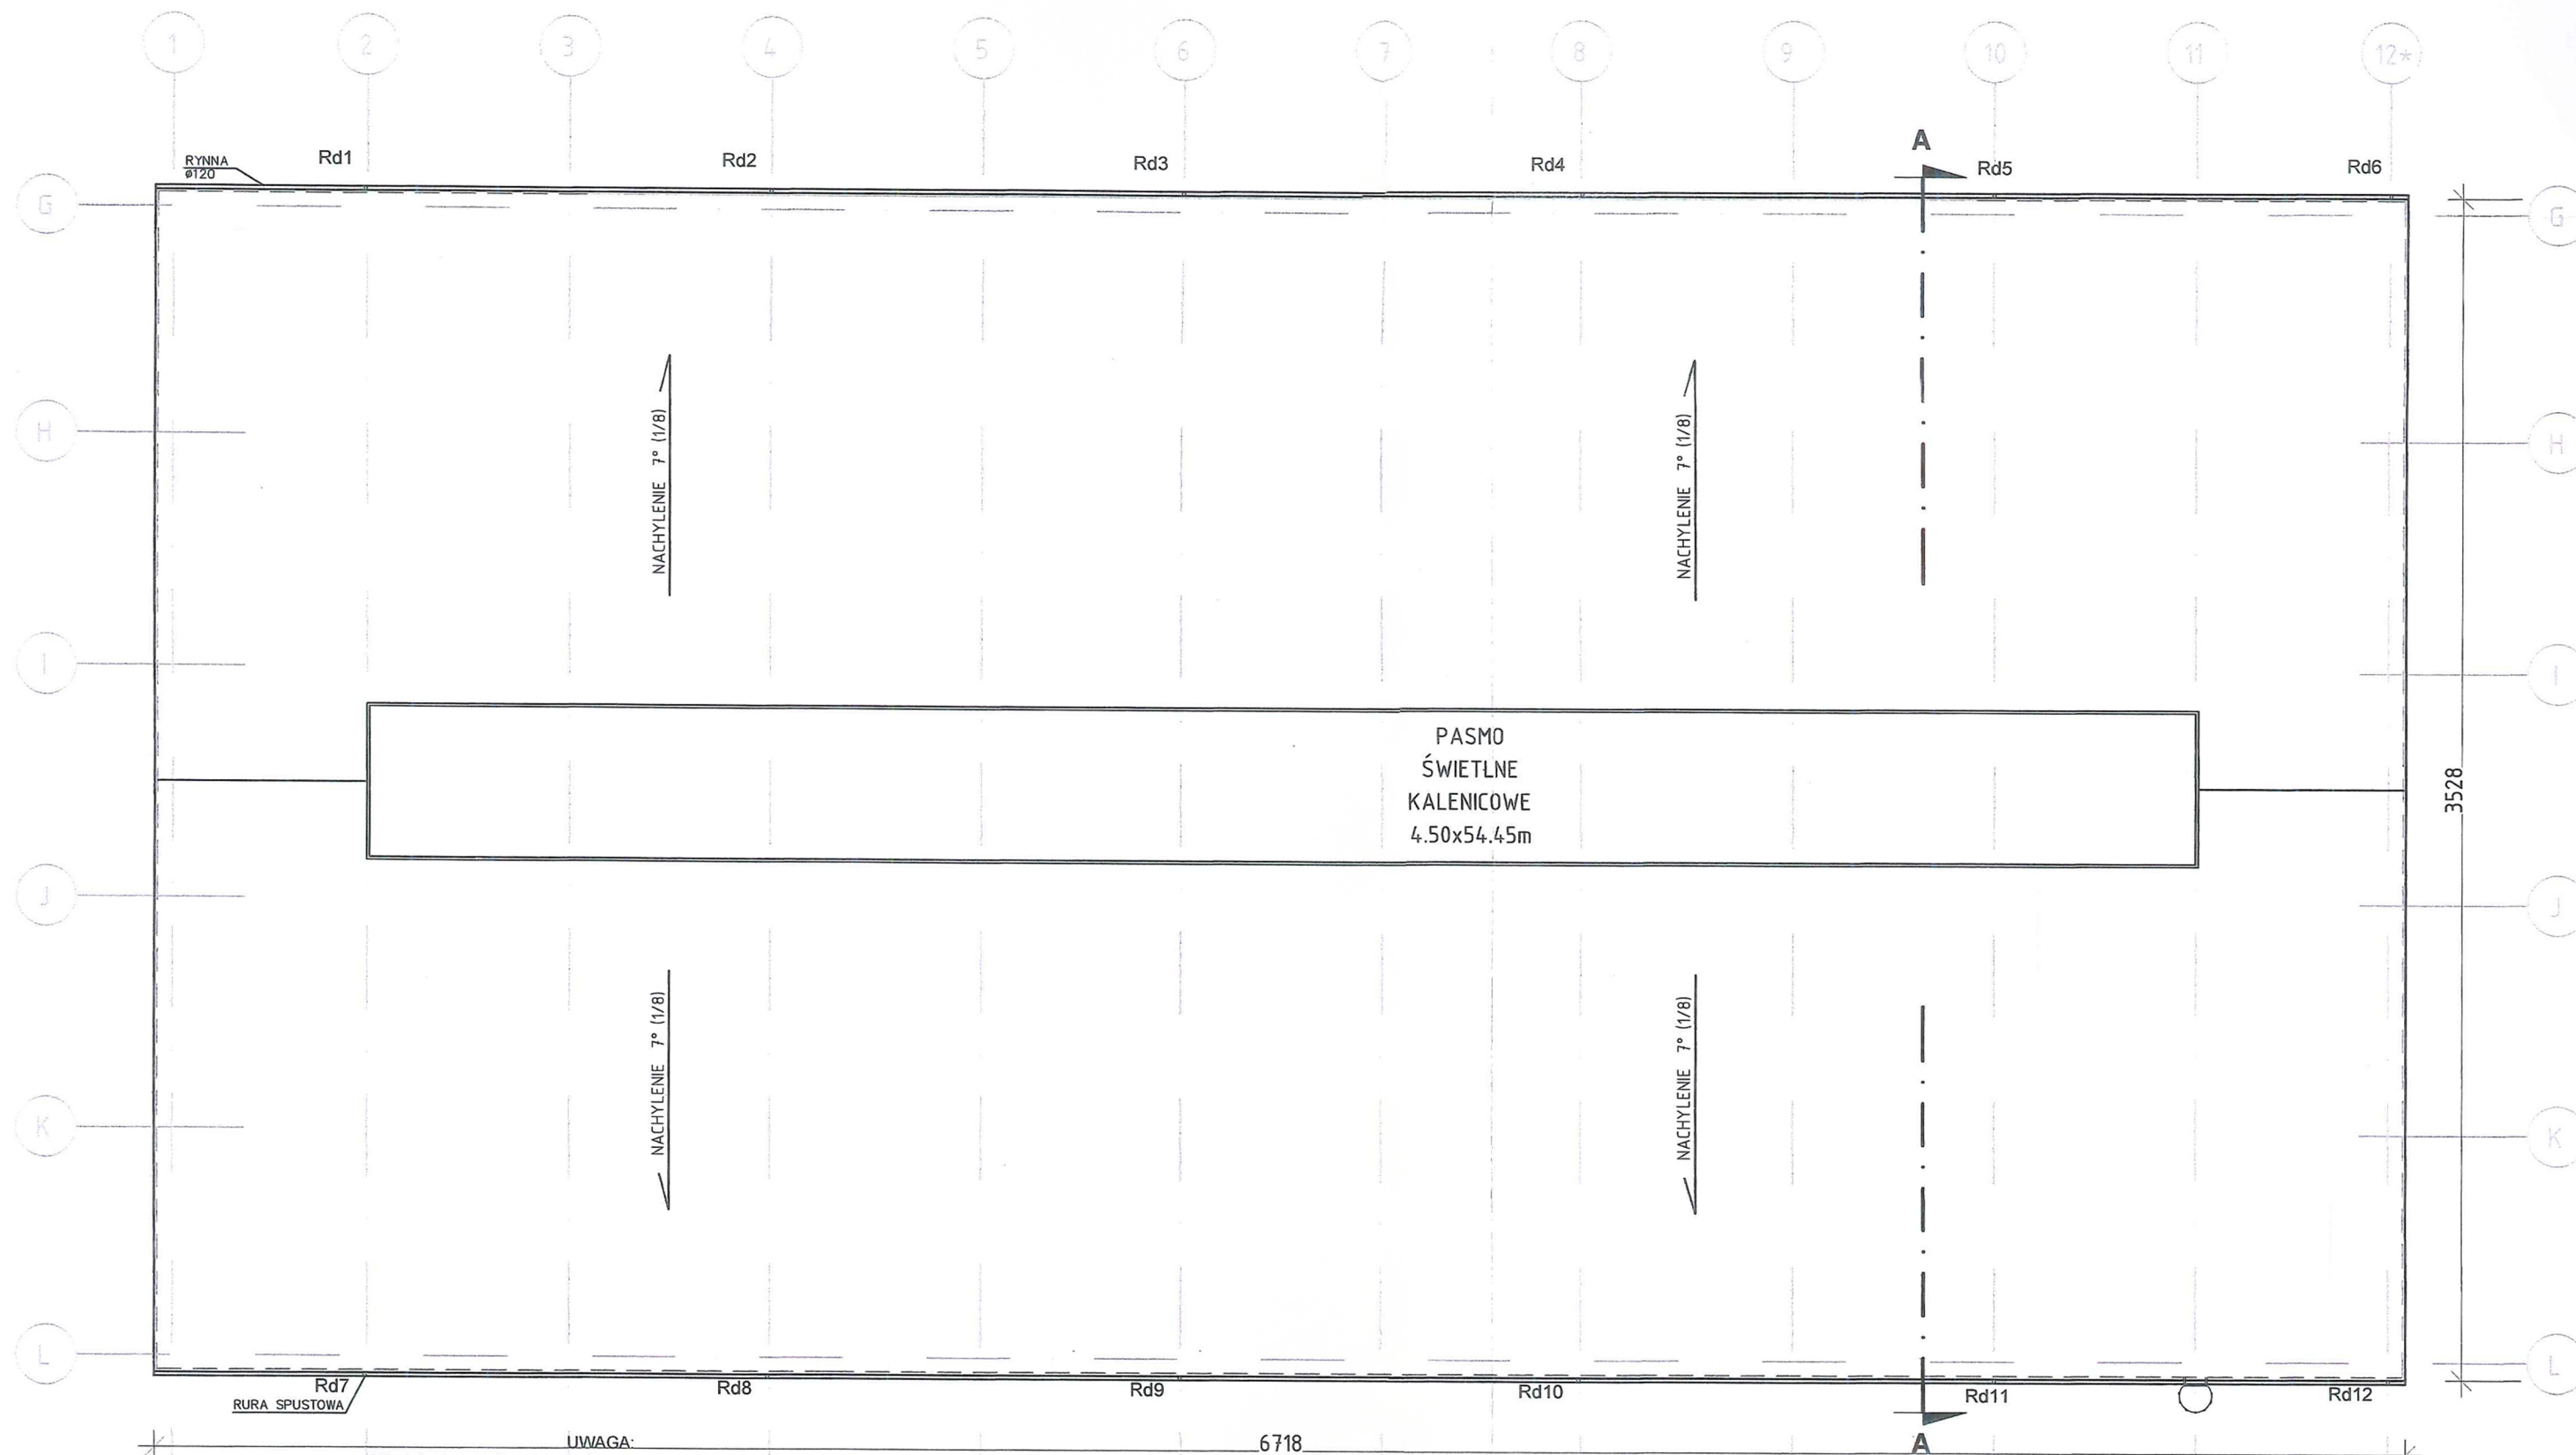 1 2 3 4 5 6 7 8 9 10 11 12*
A
Rd1 Rd2 Rd3 Rd4 Rd5 Rd6
RYNNA
ø120
G G
H H
NACHYLENIE 7° (1/8)
NACHYLENIE 7° (1/8)
I I
PASMO
ŚWIETLNE
KALENICOWE
4.50x54.45m
3528
J J
NACHYLENIE 7° (1/8)
NACHYLENIE 7° (1/8)
K K
L L
Rd7 Rd8 Rd9 Rd10 Rd11 Rd12
RURA SPUSTOWA
UWAGA:
6718
A